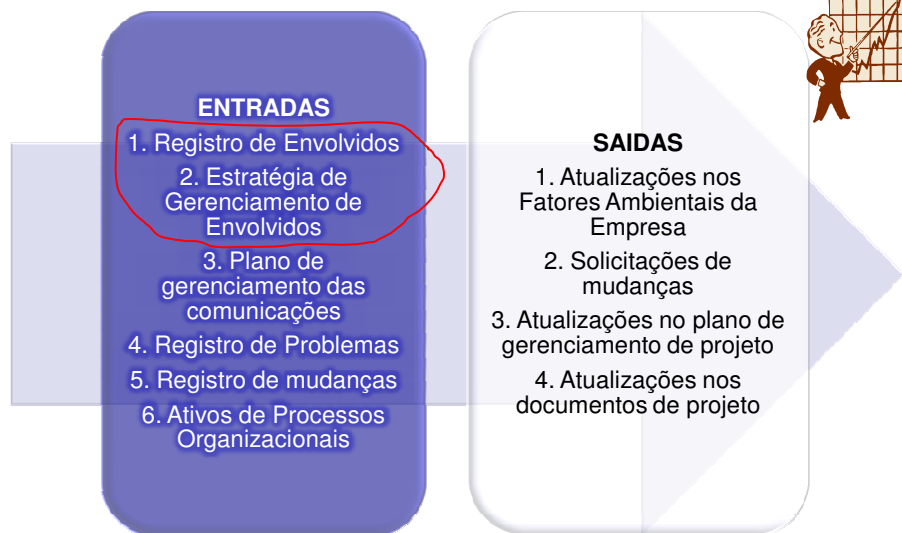 ENTRADAS
1. Registro de Envolvidos
2. Estratégia de
Gerenciamento de
Envolvidos
3. Plano de
gerenciamento das
comunicações
4. Registro de Problemas
5. Registro de mudanças
6. Ativos de Processos
Organizacionais
SAIDAS
1. Atualizações nos
Fatores Ambientais da
Empresa
2. Solicitações de
mudanças
3. Atualizações no plano de
gerenciamento de projeto
4. Atualizações nos
documentos de projeto